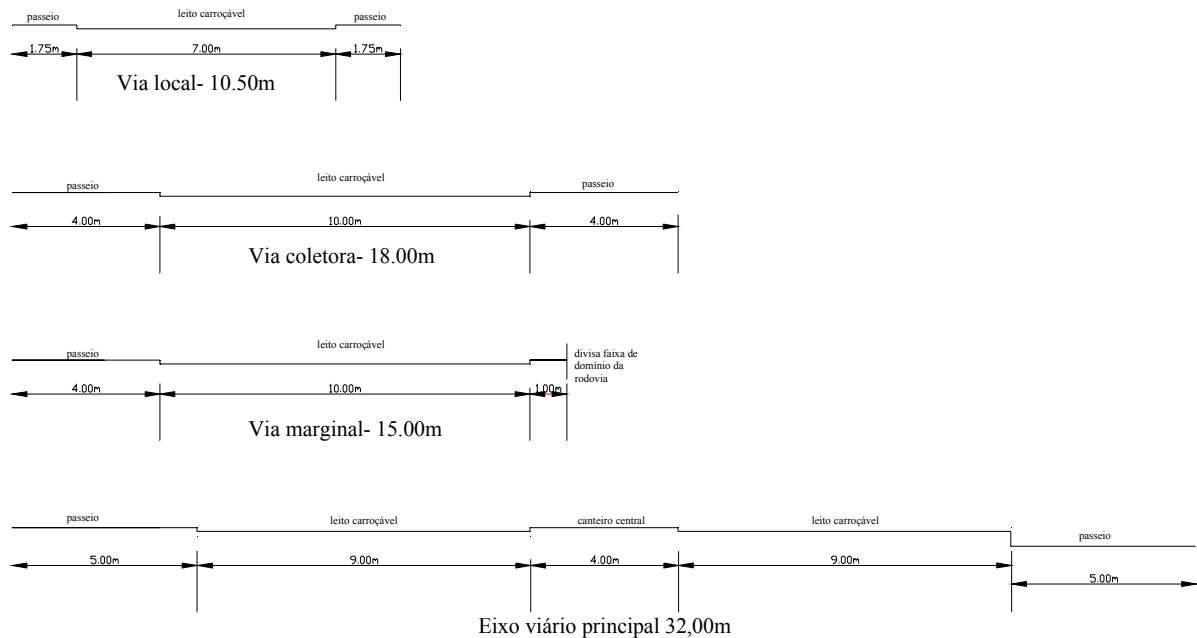 passeio leito carroçável passeio
1.75m 7.00m 1.75m
Via local- 10.50m
passeio leito carroçável passeio
4.00m 10.00m 4.00m
Via coletora- 18.00m
passeio leito carroçável divisa faixa de
domínio da
rodovia
4.00m 10.00m 1.00m
Via marginal- 15.00m
passeio leito carroçável canteiro central leito carroçável passeio
5.00m 9.00m 4.00m 9.00m 5.00m
Eixo viário principal 32,00m